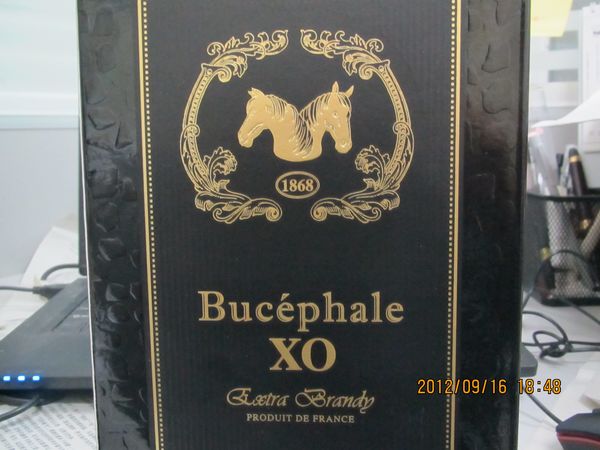 1868
Bucéphale
XO
Extra Brandy
PRODUIT DE FRANCE
2012/09/16 18:48